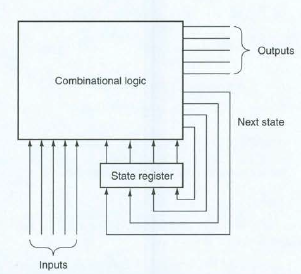 Combinational logic
Outputs
Next state
State register
Inputs